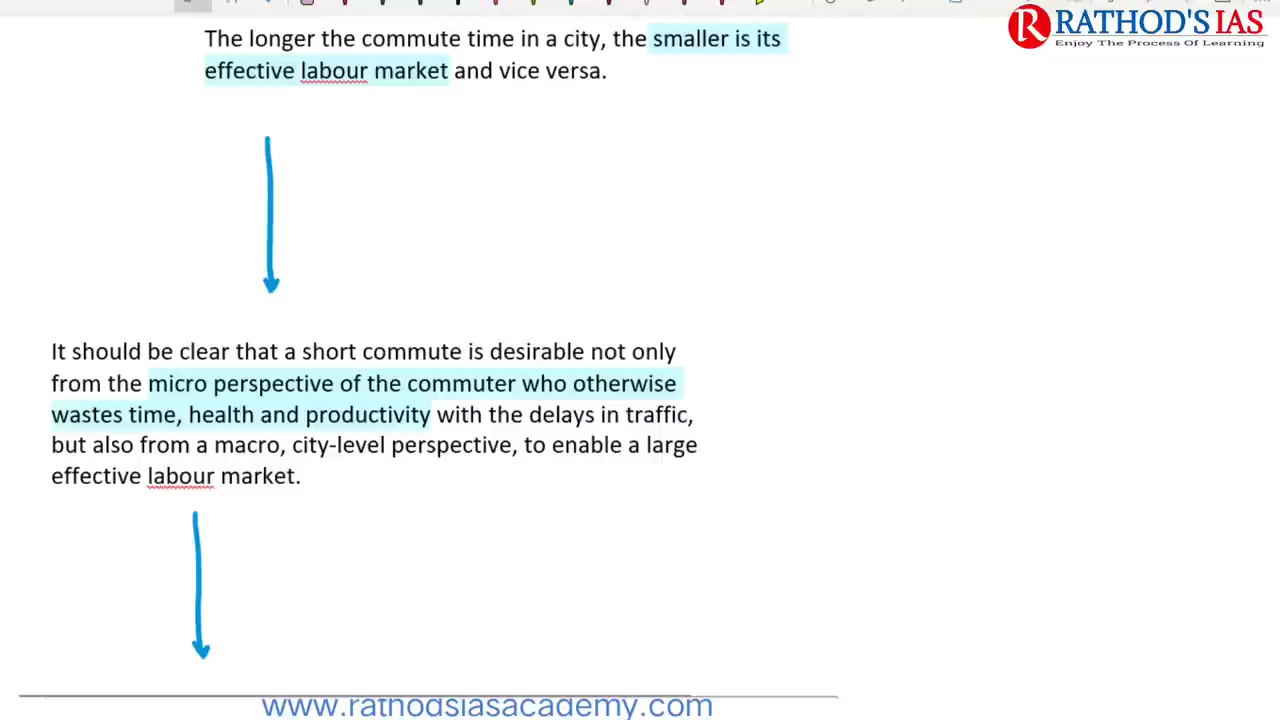 The longer the commute time in a city, the smaller is its
effective labour market and vice versa.
RATHOD'S IAS
Enjoy The Process Of Learning
It should be clear that a short commute is desirable not only
from the micro perspective of the commuter who otherwise
wastes time, health and productivity with the delays in traffic,
but also from a macro, city-level perspective, to enable a large
effective labour market.
www.rathodsiasacademy.com